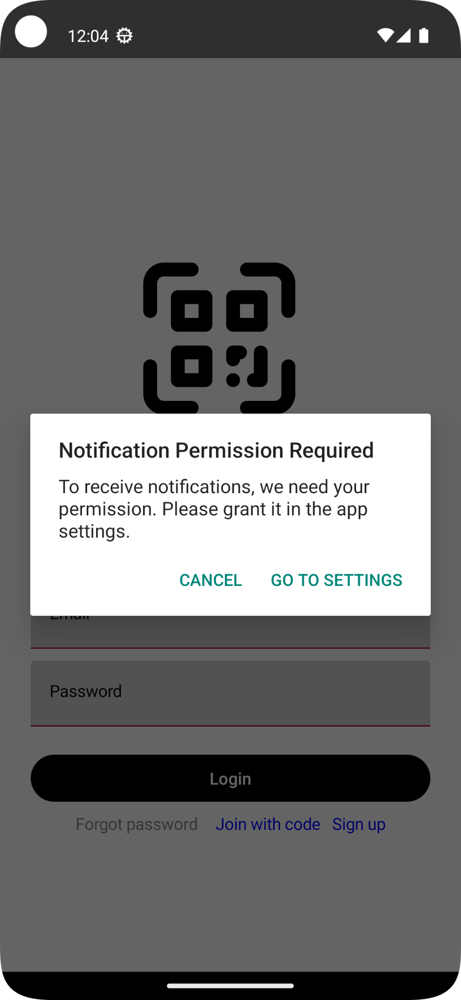 12:04
Notification Permission Required
To receive notifications, we need your
permission. Please grant it in the app
settings.
CANCEL GO TO SETTINGS
Email
Password
Login
Forgot password Join with code Sign up